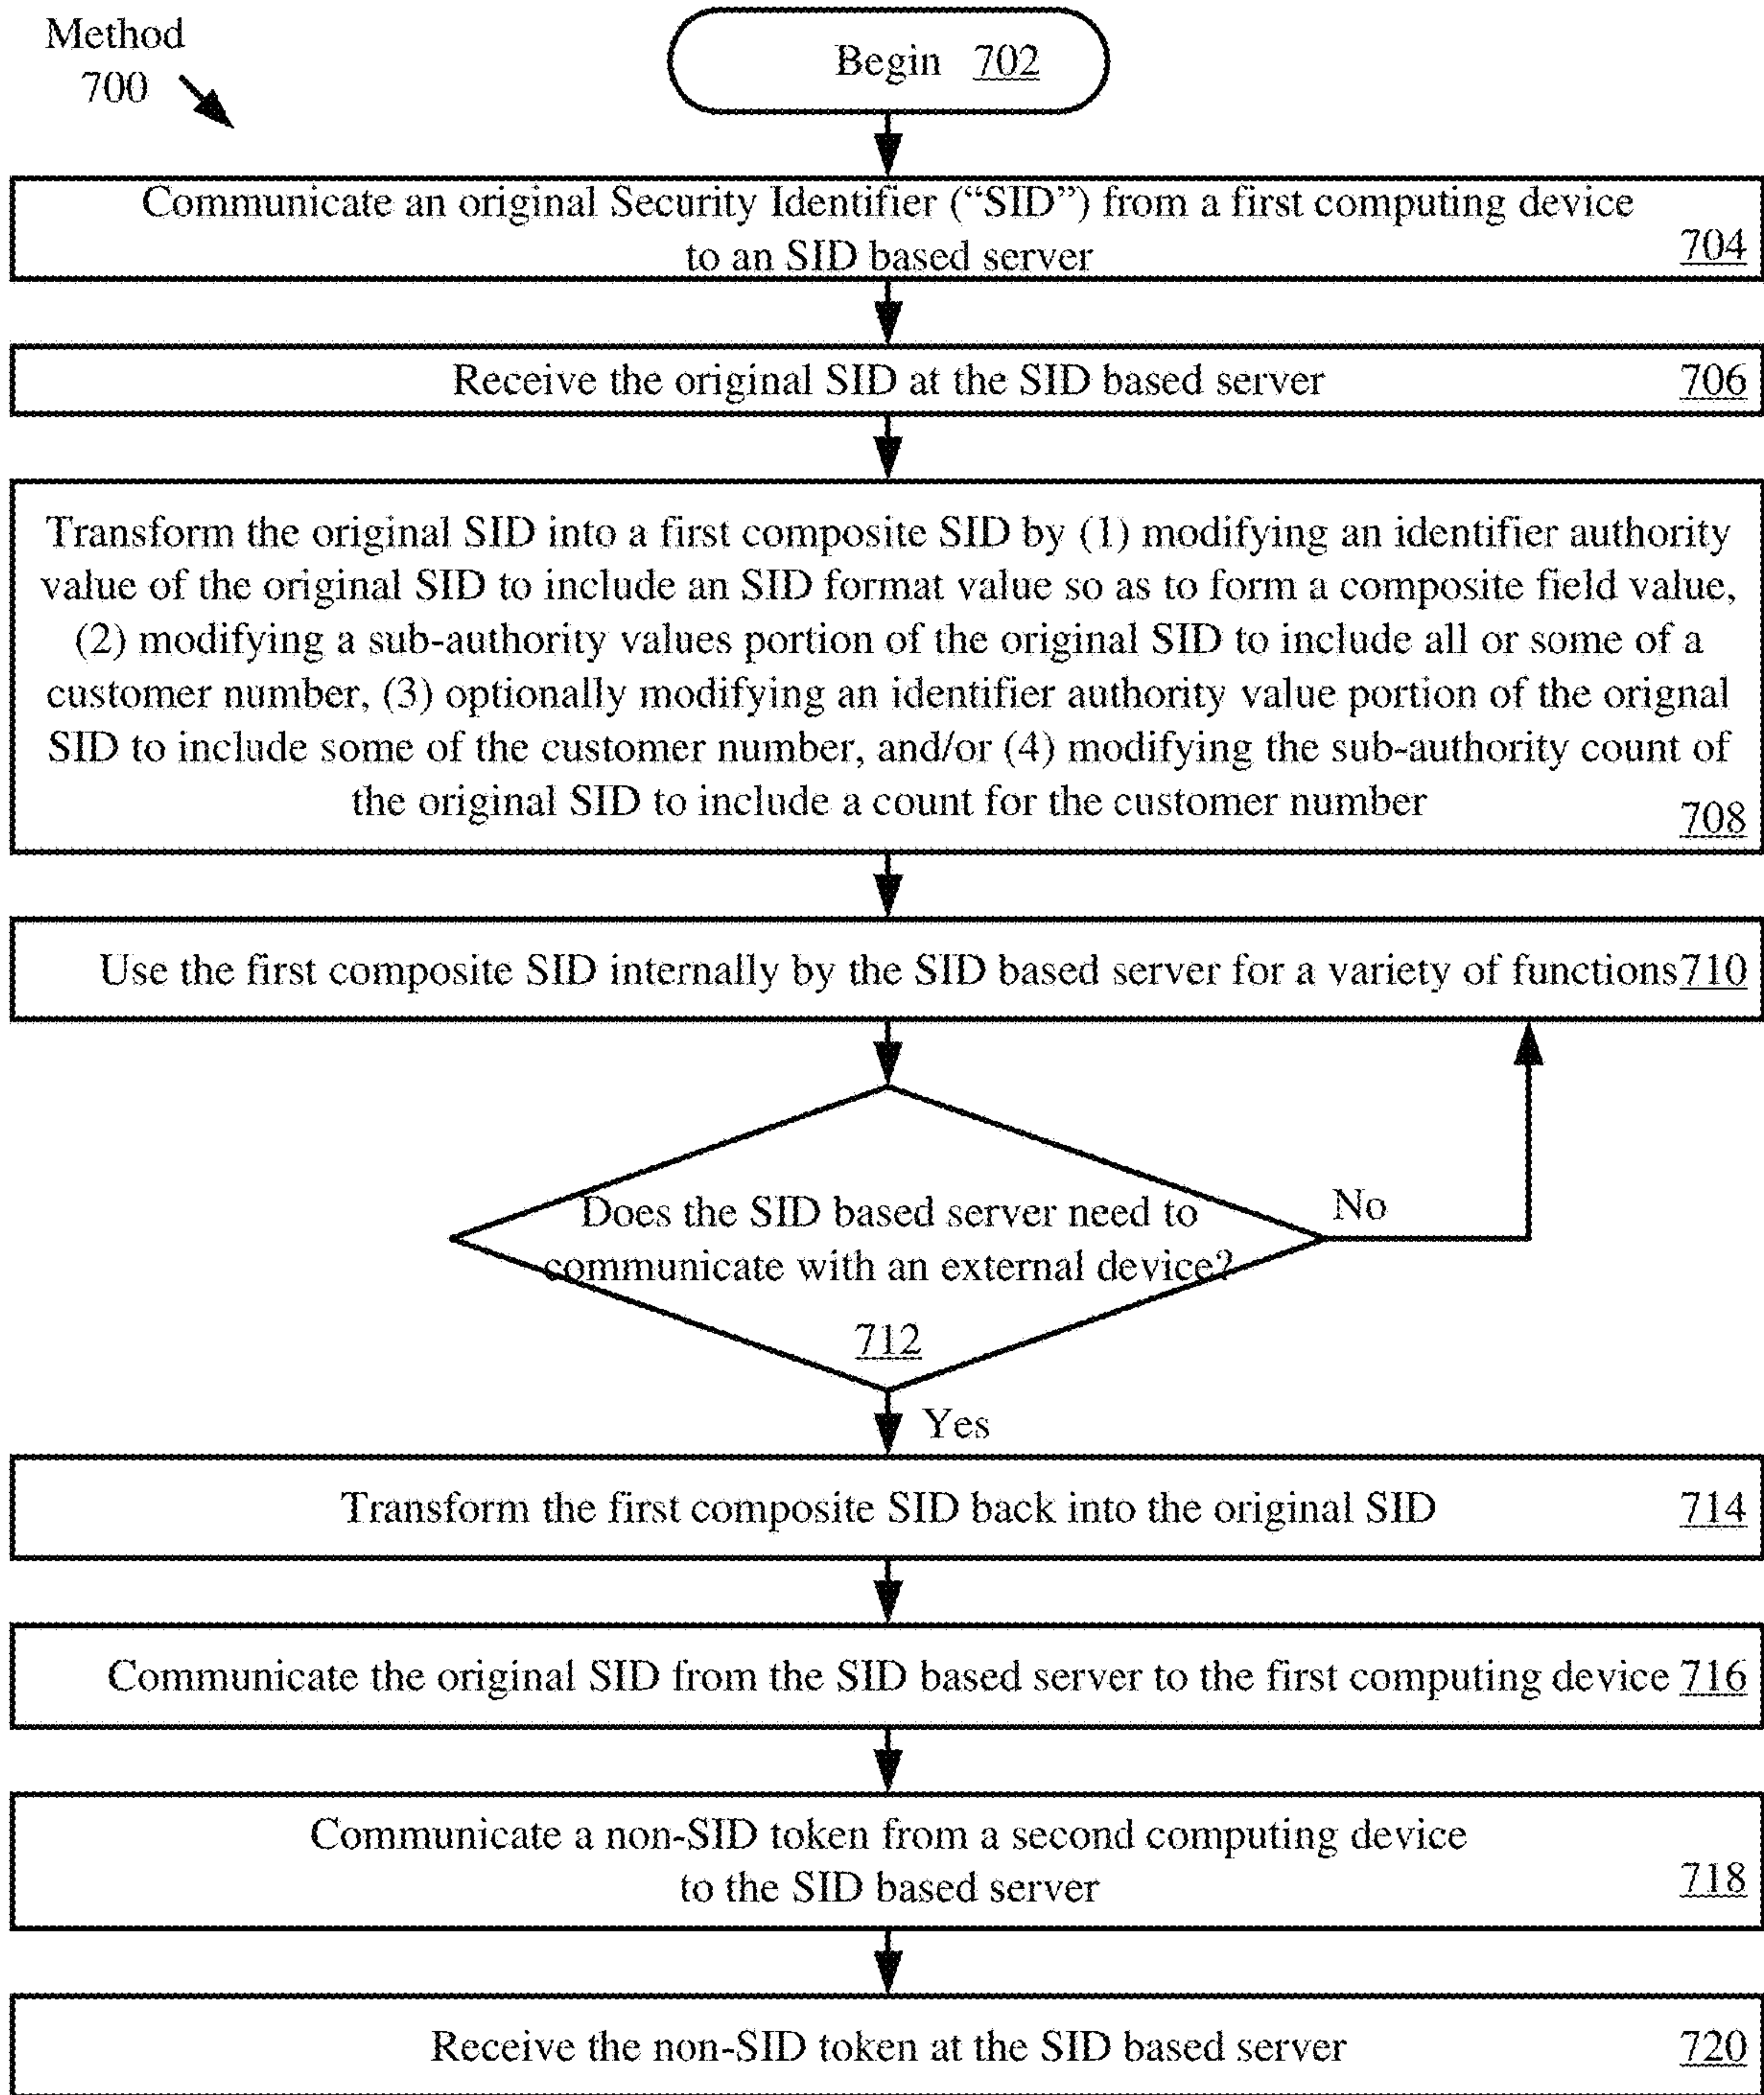 Method
700
Begin 702
Communicate an original Security Identifier (“SID”) from a first computing device
to an SID based server
704
Receive the original SID at the SID based server 706
Transform the original SID into a first composite SID by (1) modifying an identifier authority
value of the original SID to include an SID format value so as to form a composite field value,
(2) modifying a sub-authority values portion of the original SID to include all or some of a
customer number, (3) optionally modifying an identifier authority value portion of the orignal
SID to include some of the customer number, and/or (4) modifying the sub-authority count of
the original SID to include a count for the customer number
708
Use the first composite SID internally by the SID based server for a variety of functions 710
Does the SID based server need to
communicate with an external device?
712
No
Yes
Transform the first composite SID back into the original SID 714
Communicate the original SID from the SID based server to the first computing device 716
Communicate a non-SID token from a second computing device
to the SID based server
718
Receive the non-SID token at the SID based server 720